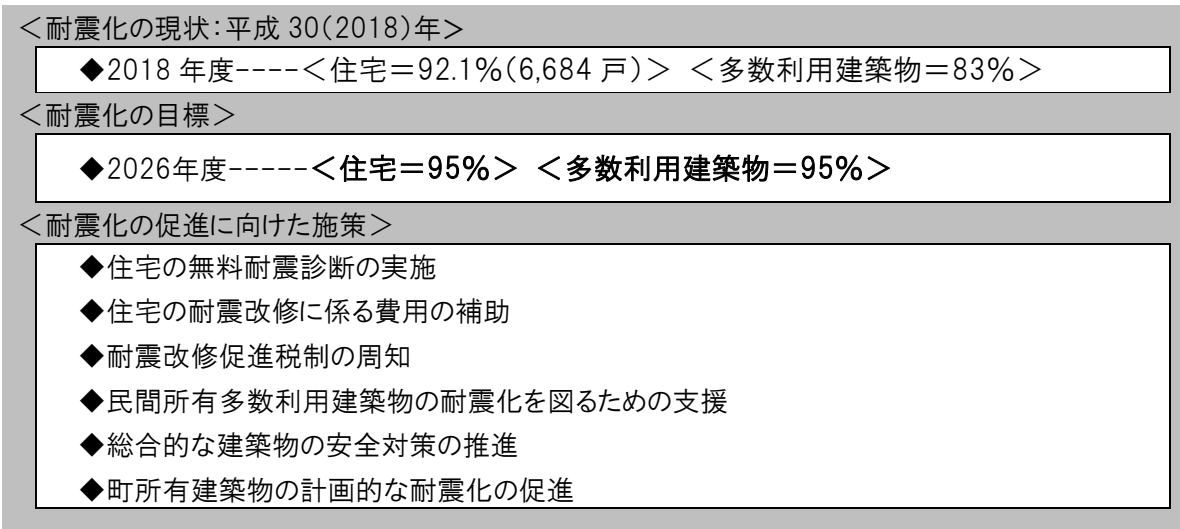 ＜耐震化の現状：平成 30（2018）年＞
◆2018 年度----＜住宅＝92.1％（6,684 戸）＞ ＜多数利用建築物＝83％＞
＜耐震化の目標＞
◆2026年度-----＜住宅＝95％＞ ＜多数利用建築物＝95％＞
＜耐震化の促進に向けた施策＞
◆住宅の無料耐震診断の実施
◆住宅の耐震改修に係る費用の補助
◆耐震改修促進税制の周知
◆民間所有多数利用建築物の耐震化を図るための支援
◆総合的な建築物の安全対策の推進
◆町所有建築物の計画的な耐震化の促進